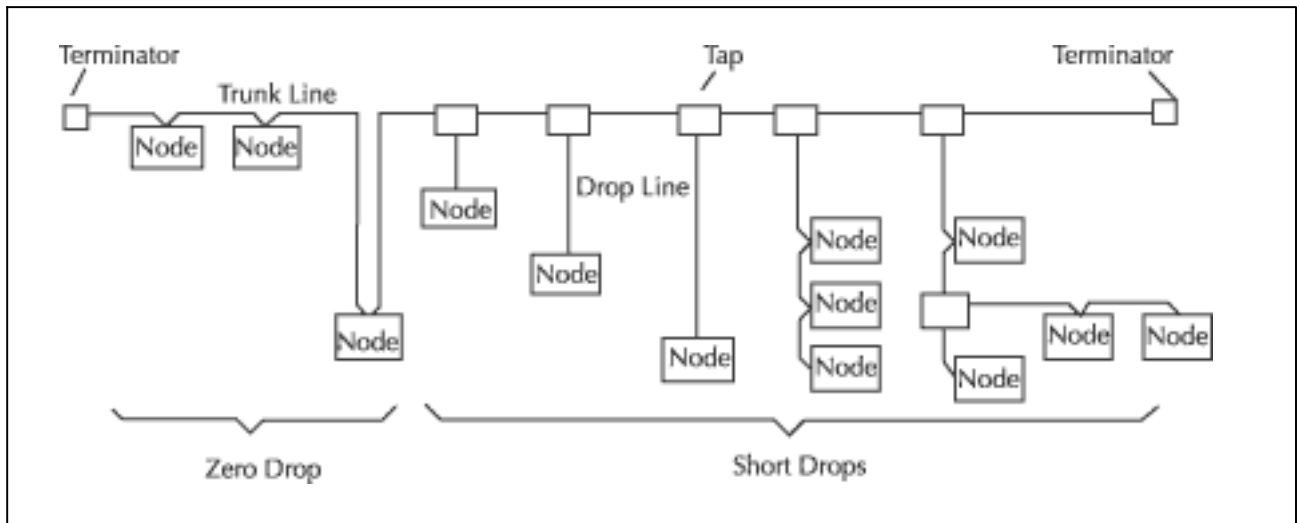 Terminator
Tap
Terminator
Trunk Line
Node
Node
Drop Line
Node
Node
Node
Node
Node
Node
Node
Node
Node
Node
Node
Node
Zero Drop
Short Drops